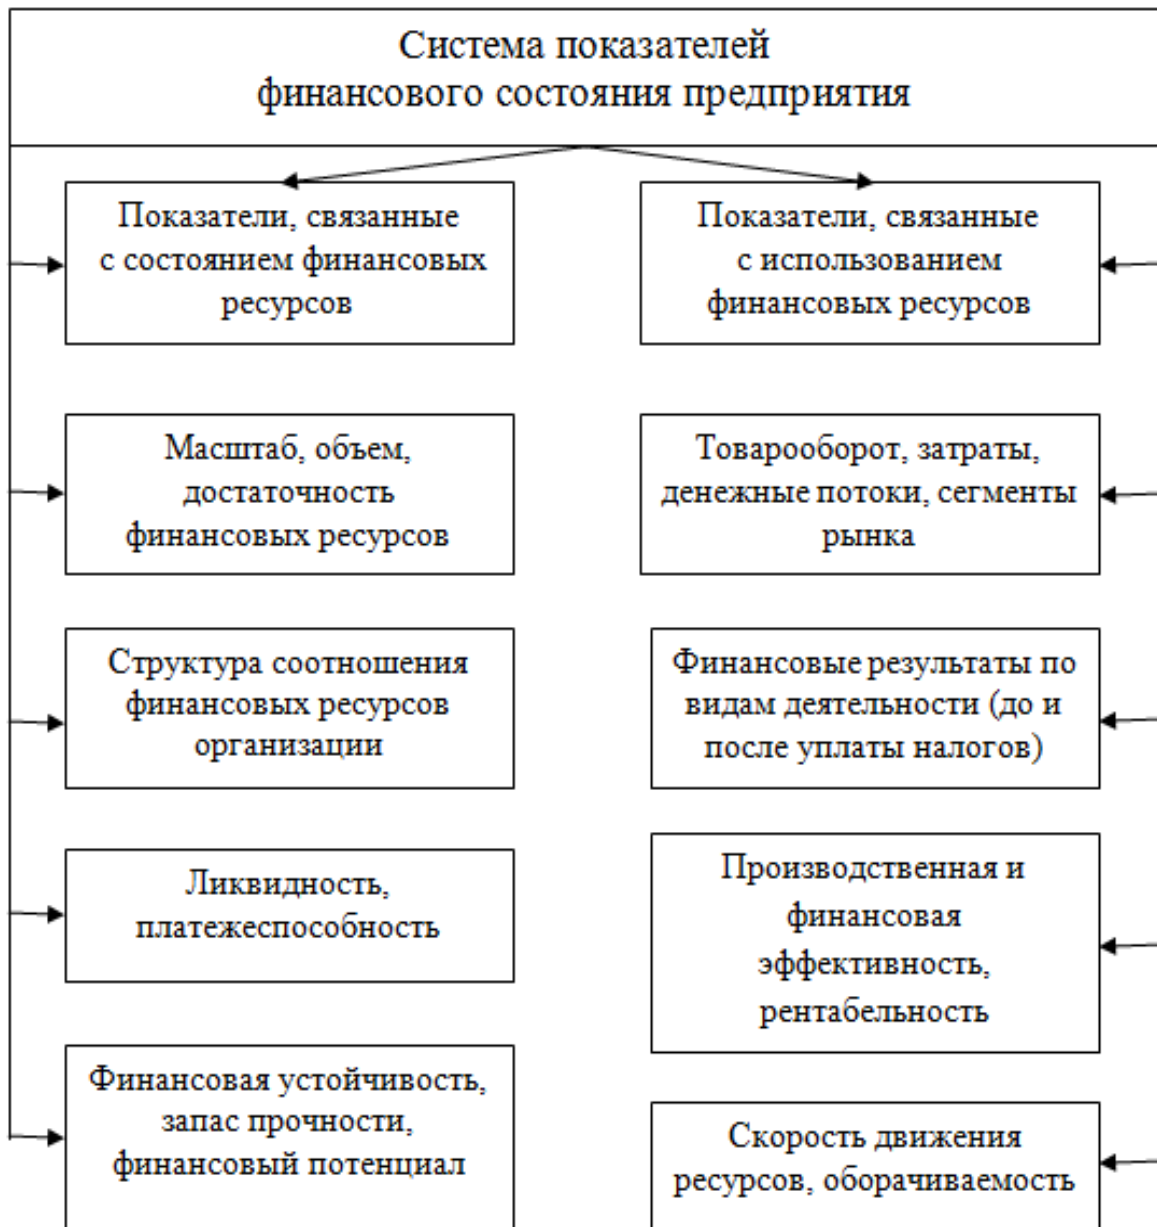 Система показателей
финансового состояния предприятия
Показатели, связанные
с состоянием финансовых
ресурсов
Показатели, связанные
с использованием
финансовых ресурсов
Масштаб, объем,
достаточность
финансовых ресурсов
Товарооборот, затраты,
денежные потоки, сегменты
рынка
Структура соотношения
финансовых ресурсов
организации
Финансовые результаты по
видам деятельности (до и
после уплаты налогов)
Ликвидность,
платежеспособность
Производственная и
финансовая
эффективность,
рентабельность
Финансовая устойчивость,
запас прочности,
финансовый потенциал
Скорость движения
ресурсов, оборачиваемость